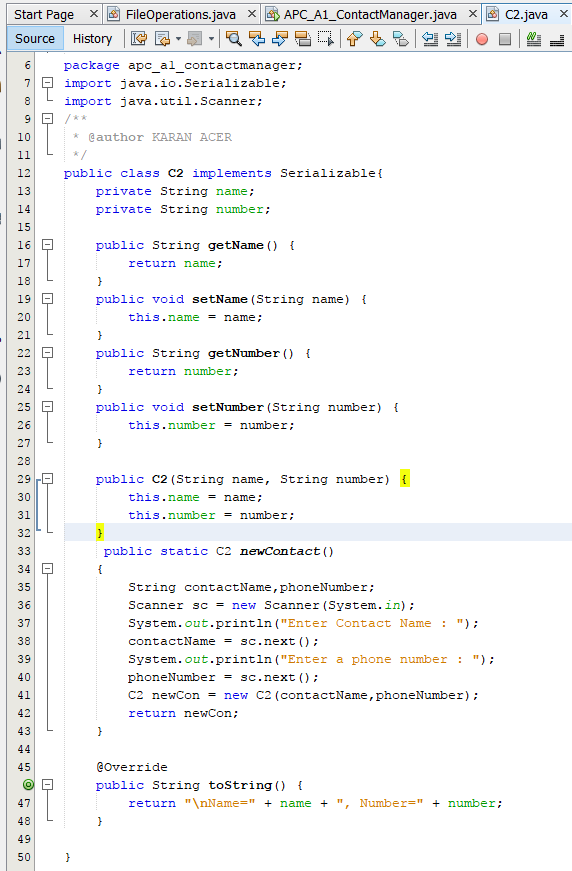 Start Page FileOperations.java APC_A1_ContactManager.java C2.java
Source History
6 package apc_a1_contactmanager;
7 import java.io.Serializable;
8 import java.util.Scanner;
9 /**
10  * @author KARAN ACER
11  */
12 public class C2 implements Serializable{
13     private String name;
14     private String number;
15
16     public String getName() {
17         return name;
18     }
19     public void setName(String name) {
20         this.name = name;
21     }
22     public String getNumber() {
23         return number;
24     }
25     public void setNumber(String number) {
26         this.number = number;
27     }
28
29     public C2(String name, String number) {
30         this.name = name;
31         this.number = number;
32     }
33      public static C2 newContact()
34     {
35         String contactName,phoneNumber;
36         Scanner sc = new Scanner(System.in);
37         System.out.println("Enter Contact Name : ");
38         contactName = sc.next();
39         System.out.println("Enter a phone number : ");
40         phoneNumber = sc.next();
41         C2 newCon = new C2(contactName,phoneNumber);
42         return newCon;
43     }
44
45     @Override
public String toString() {
47         return "\nName=" + name + ", Number=" + number;
48     }
49
50 }